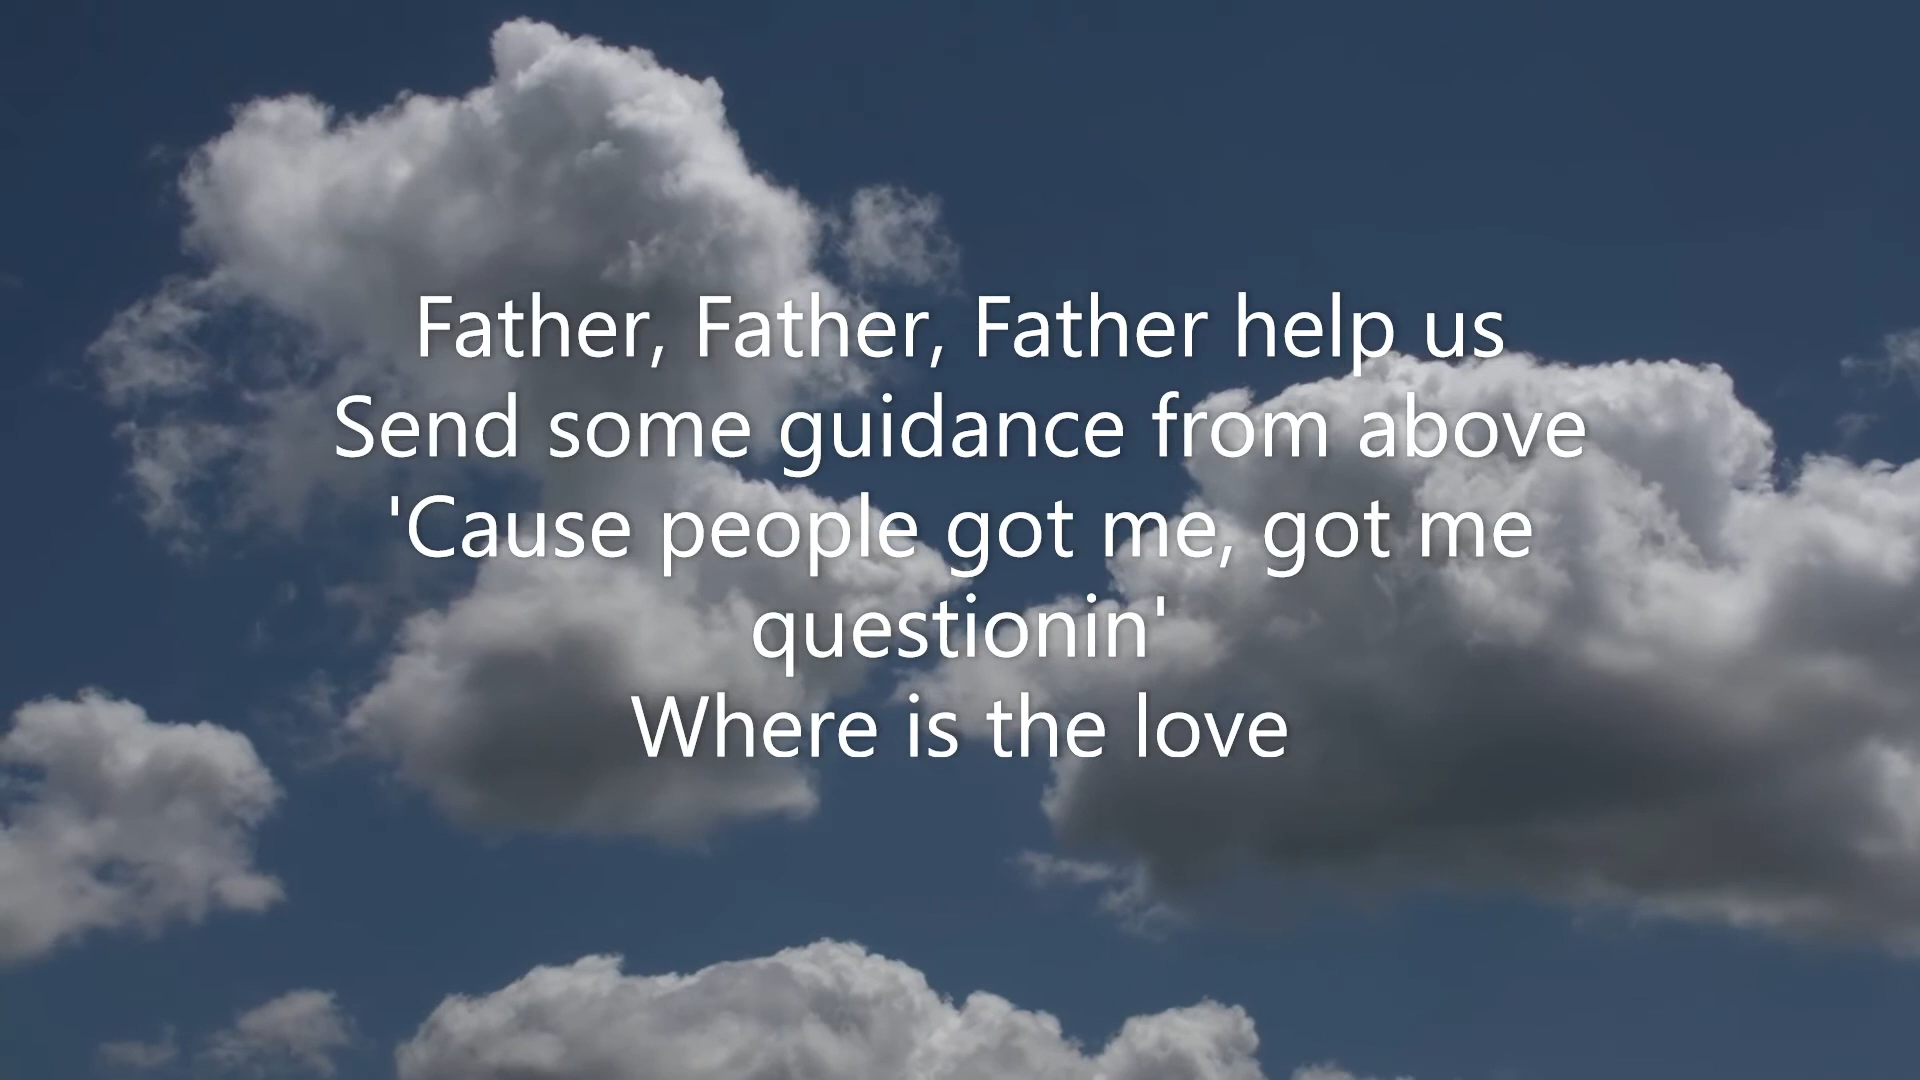 Father, Father, Father help us
Send some guidance from above
'Cause people got me, got me
questionin'
Where is the love